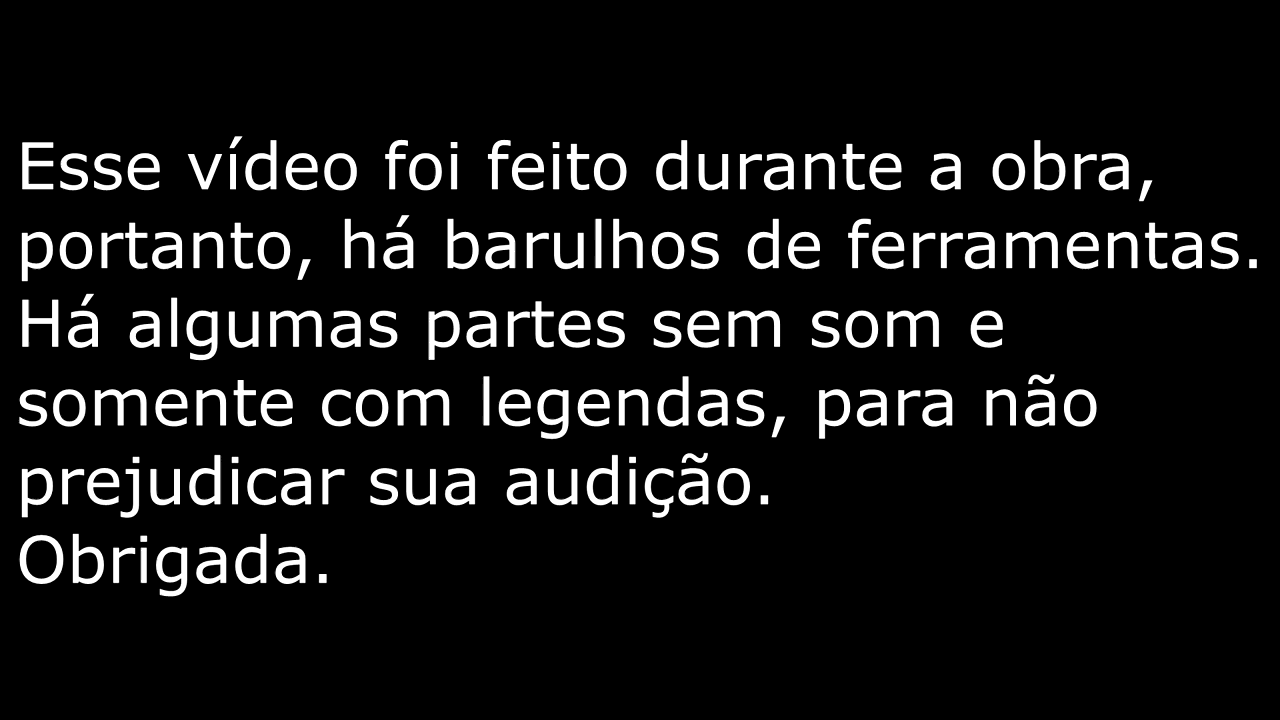 Esse vídeo foi feito durante a obra,
portanto, há barulhos de ferramentas.
Há algumas partes sem som e
somente com legendas, para não
prejudicar sua audição.
Obrigada.